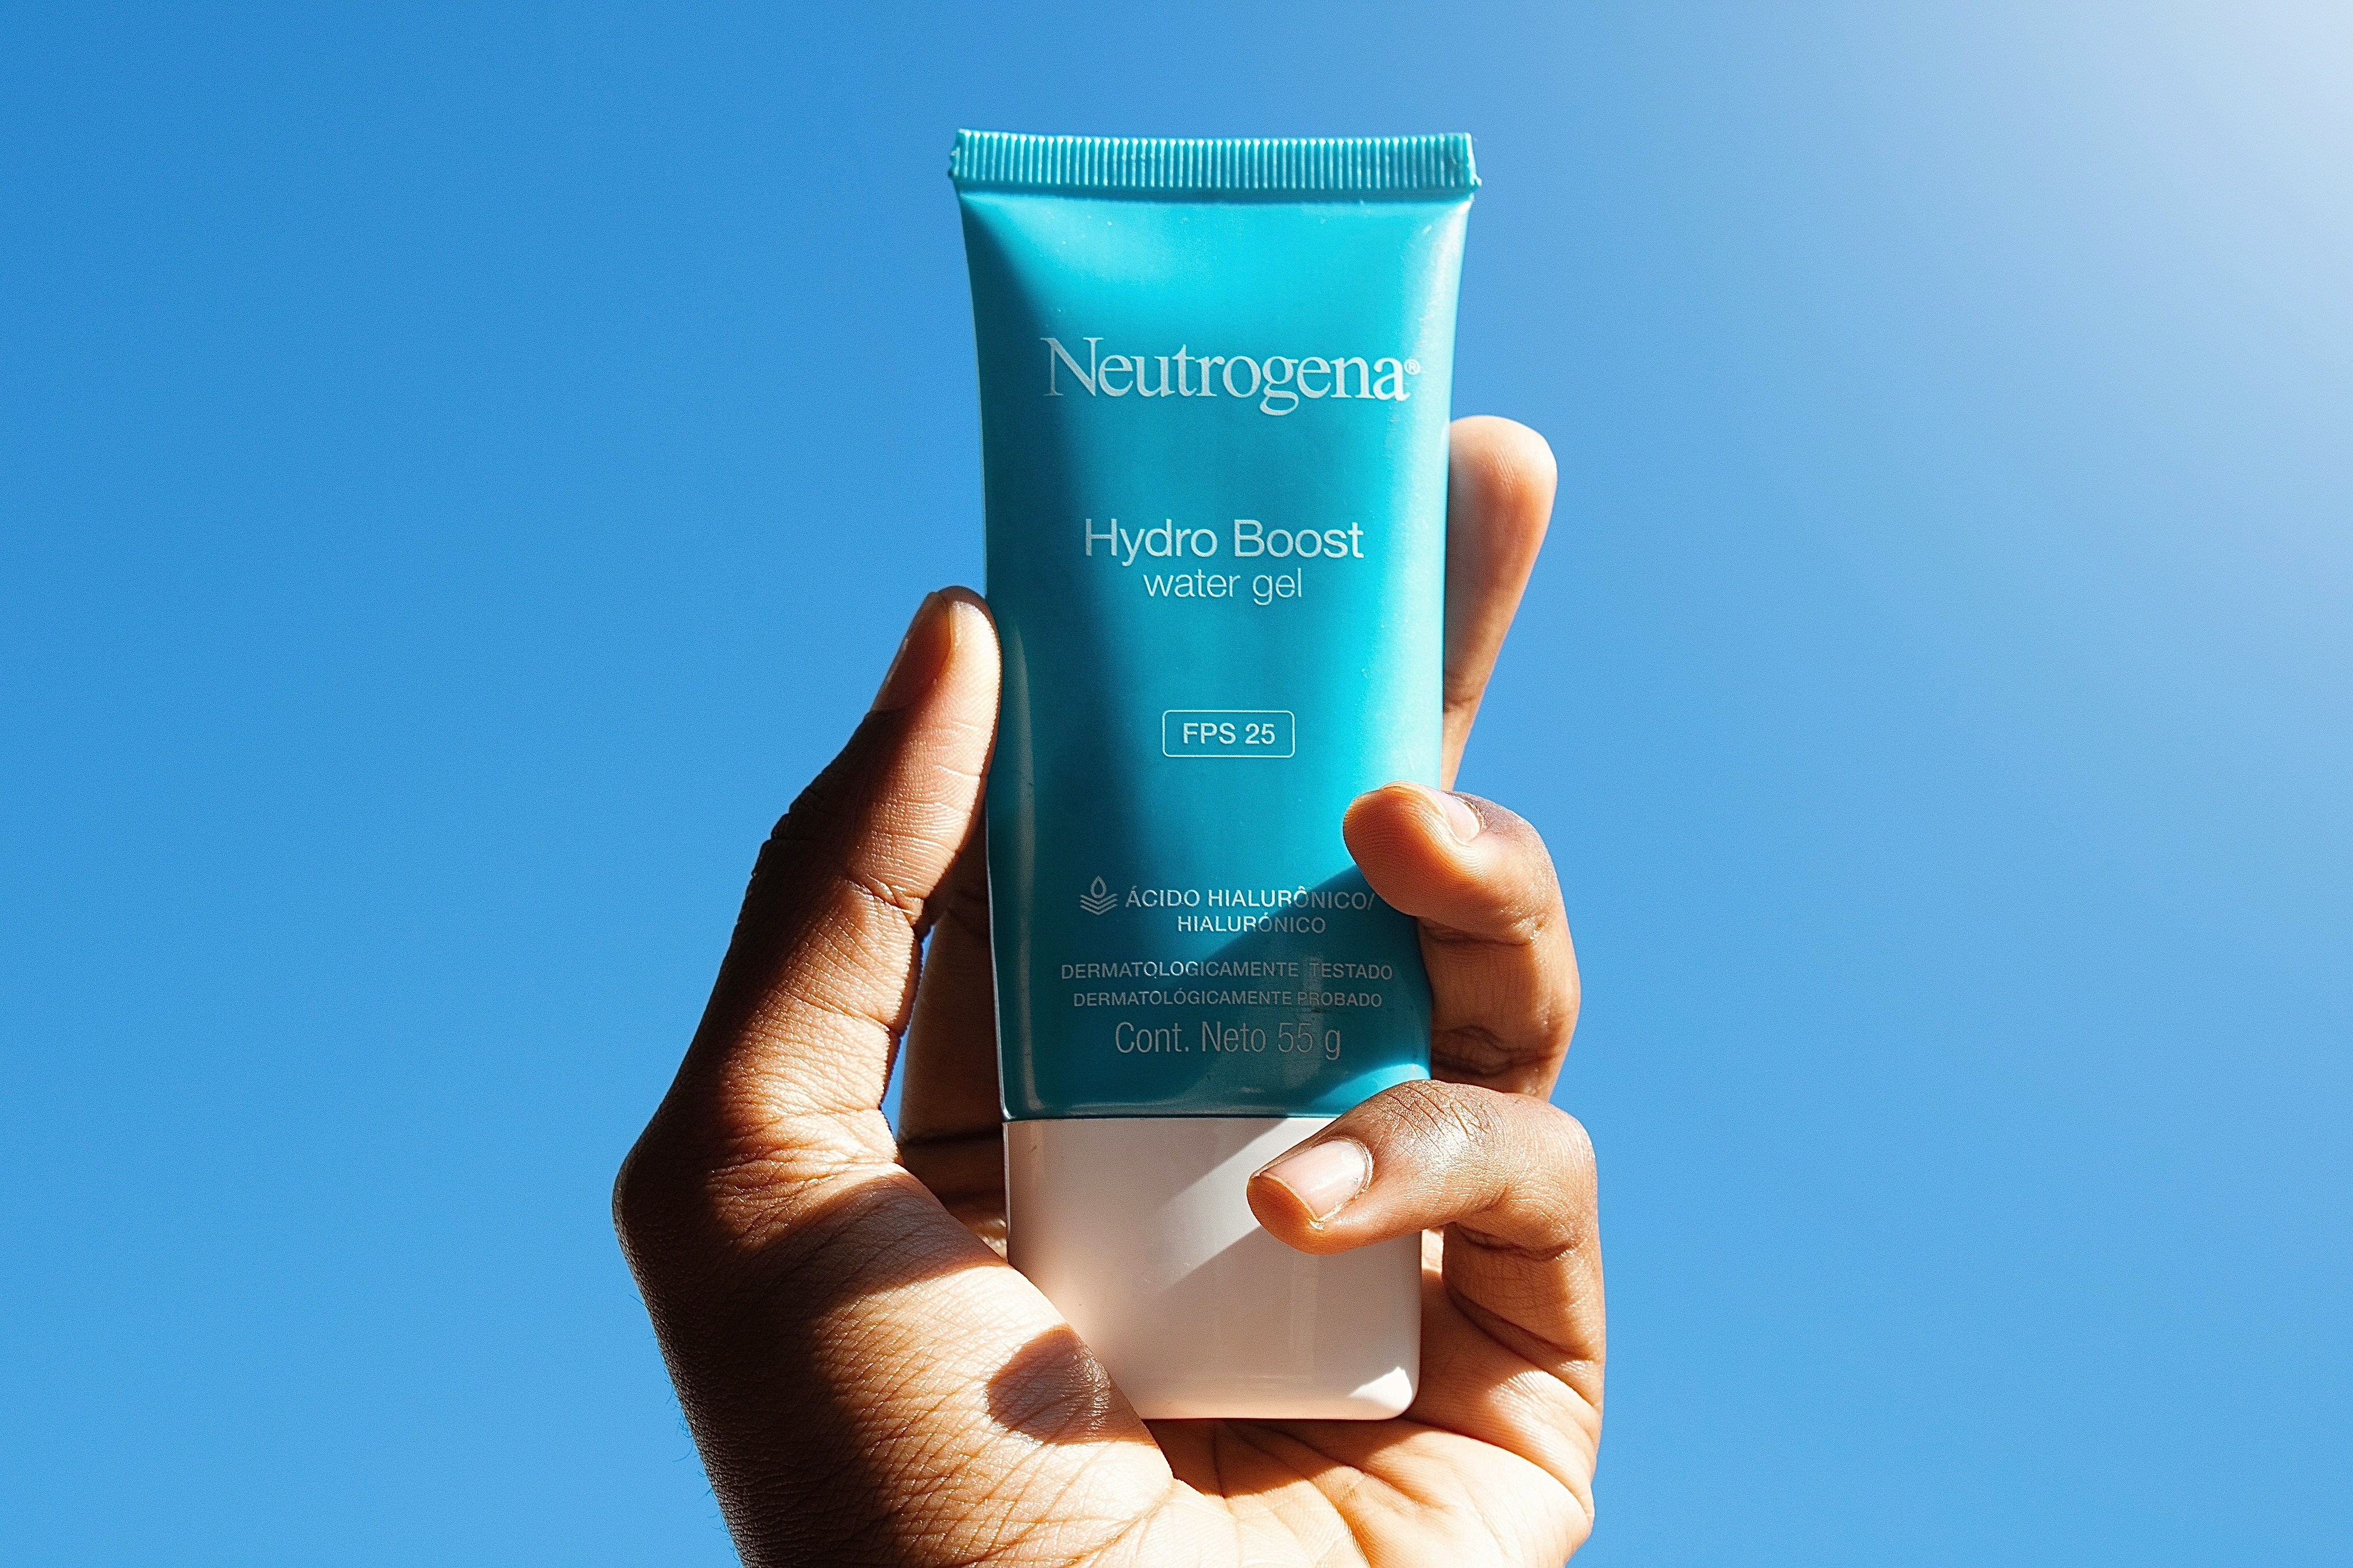 Neutrogena®
Hydro Boost
water gel
FPS 25
ÁCIDO HIALURÔNICO/
HIALURÓNICO
DERMATOLOGICAMENTE TESTADO
DERMATOLÓGICAMENTE PROBADO
Cont. Neto 55 g